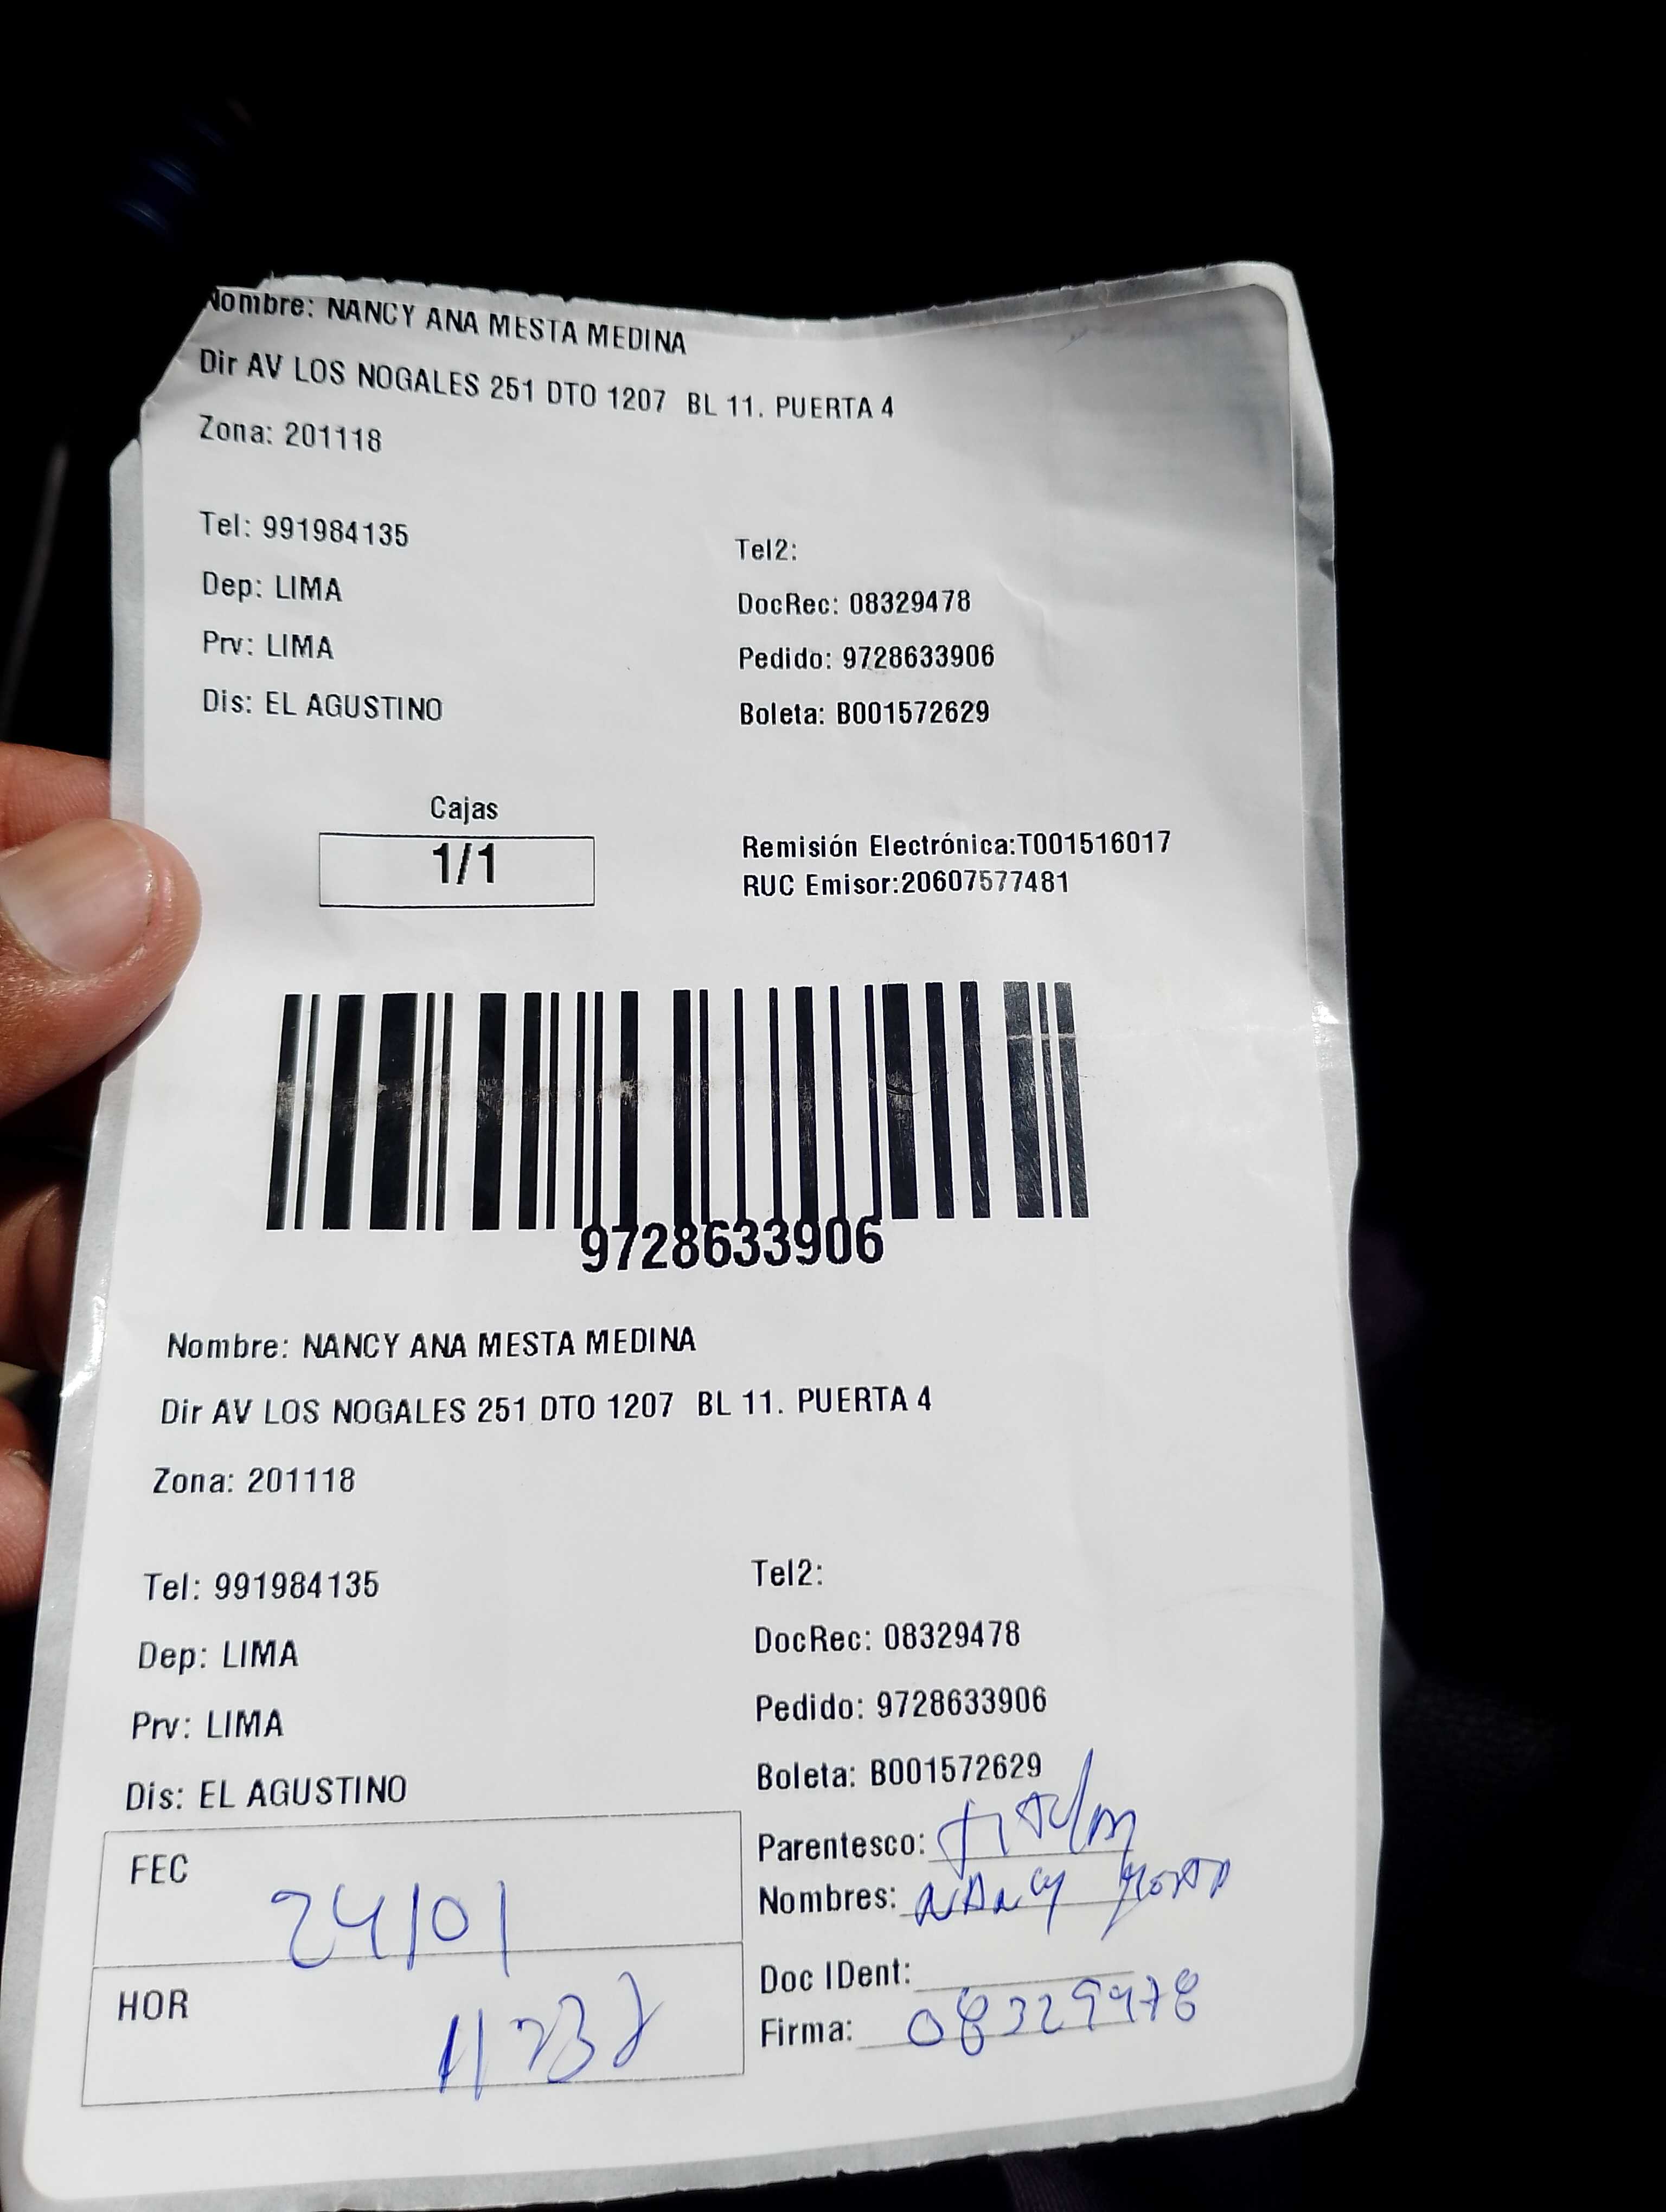 Nombre: NANCY ANA MESTA MEDINA
Dir AV LOS NOGALES 251 DTO 1207 BL 11. PUERTA 4
Zona: 201118
Tel: 991984135
Tel2:
Dep: LIMA
DocRec: 08329478
Prv: LIMA
Pedido: 9728633906
Dis: EL AGUSTINO
Boleta: B001572629
Cajas
1/1
Remisión Electrónica:T001516017
RUC Emisor:20607577481
9728633906
Nombre: NANCY ANA MESTA MEDINA
Dir AV LOS NOGALES 251 DTO 1207 BL 11. PUERTA 4
Zona: 201118
Tel: 991984135
Tel2:
Dep: LIMA
DocRec: 08329478
Prv: LIMA
Pedido: 9728633906
Dis: EL AGUSTINO
Boleta: B001572629
FEC 24/01
Parentesco:
Nombres: NANCY
HOR
Doc IDent:
Firma: 08329478